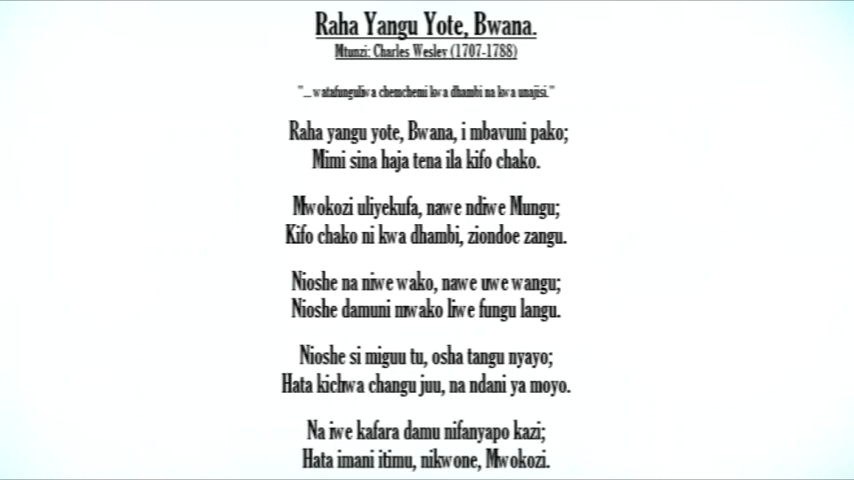 Raha Yangu Yote, Bwana.
Mtunzi: Charles Wesley (1707-1788)
"... watafunguliwa chemchemi kwa dhambi na kwa unajisi."
Raha yangu yote, Bwana, i mbavuni pako;
Mimi sina haja tena ila kifo chako.
Mwokozi uliyekufa, nawe ndiwe Mungu;
Kifo chako ni kwa dhambi, ziondoe zangu.
Nioshe na niwe wako, nawe uwe wangu;
Nioshe damuni mwako liwe fungu langu.
Nioshe si miguu tu, osha tangu nyayo;
Hata kichwa changu juu, na ndani ya moyo.
Na iwe kafara damu nifanyapo kazi;
Hata imani itimu, nikwone, Mwokozi.